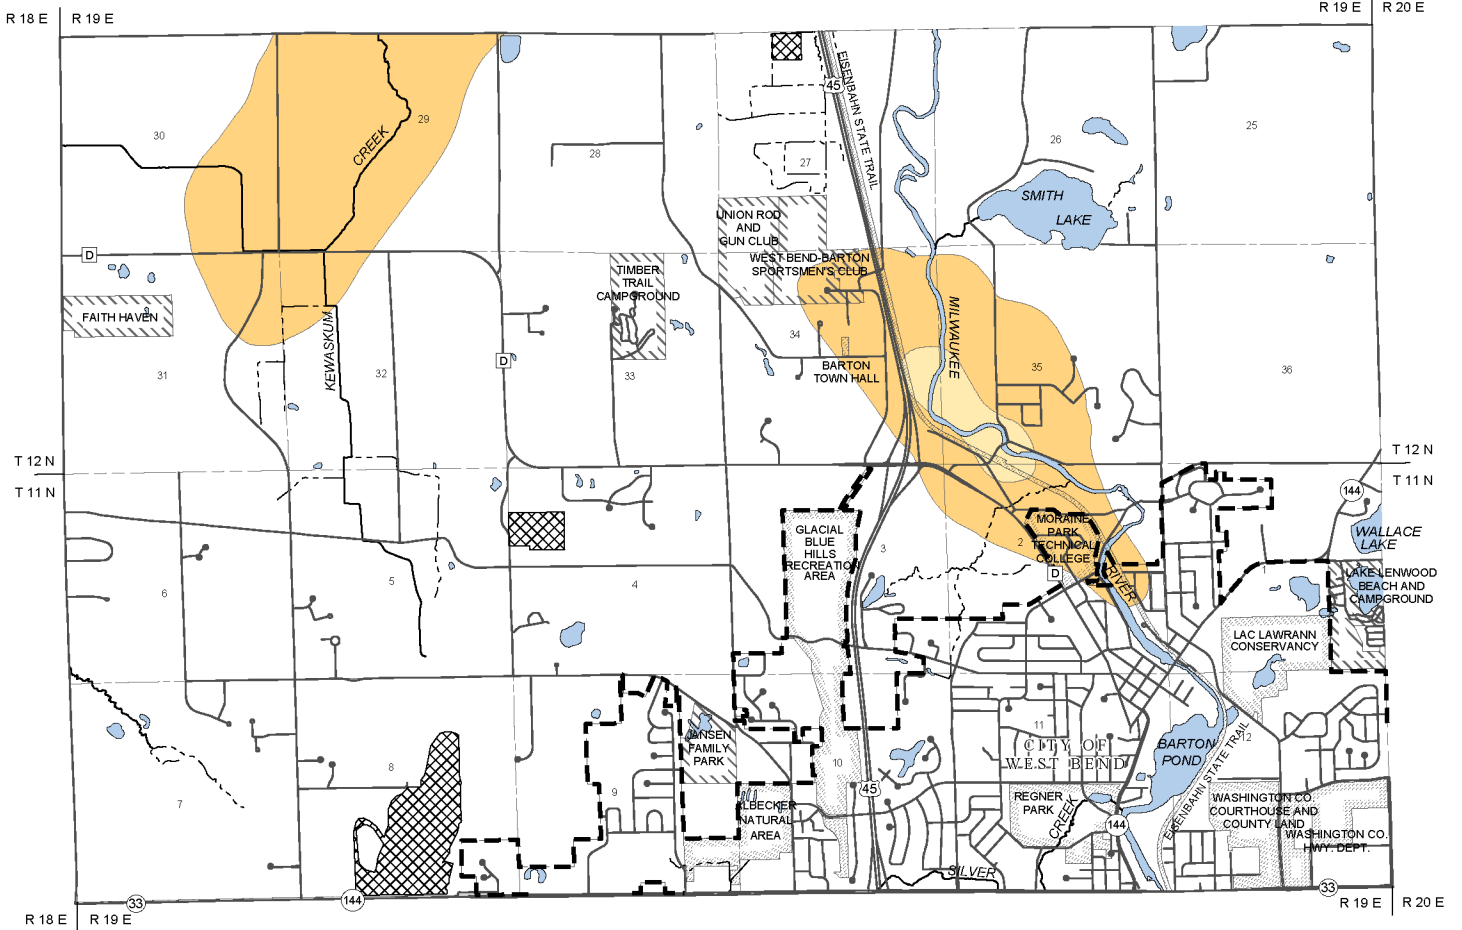 R 18 E
R 19 E
R 19 E
R 20 E
45
EISENBAHN STATE TRAIL
30
29
CREEK
28
27
26
25
SMITH
LAKE
UNION ROD
AND
GUN CLUB
D
WEST BEND-BARTON
SPORTSMEN'S CLUB
TIMBER
TRAIL
CAMPGROUND
FAITH HAVEN
KEWASKUM
MILWAUKEE
34
D
BARTON
TOWN HALL
31
32
33
35
36
T 12 N
T 11 N
T 12 N
T 11 N
144
GLACIAL
BLUE
HILLS
RECREATION
AREA
MORAINE
PARK
TECHNICAL
COLLEGE
WALLACE
LAKE
3
2
1
D
RIVER
LAKE LENWOOD
BEACH AND
CAMPGROUND
6
5
4
LAC LAWRANN
CONSERVANCY
JANSEN
FAMILY
PARK
11
CITY OF
WEST BEND
BARTON
POND
12
EISENBAHN STATE TRAIL
7
8
9
10
45
ALBECKER
NATURAL
AREA
REGNER
PARK
CREEK
144
WASHINGTON CO.
COURTHOUSE AND
COUNTY LAND
WASHINGTON CO.
HWY. DEPT.
SILVER
33
144
33
R 18 E
R 19 E
R 19 E
R 20 E